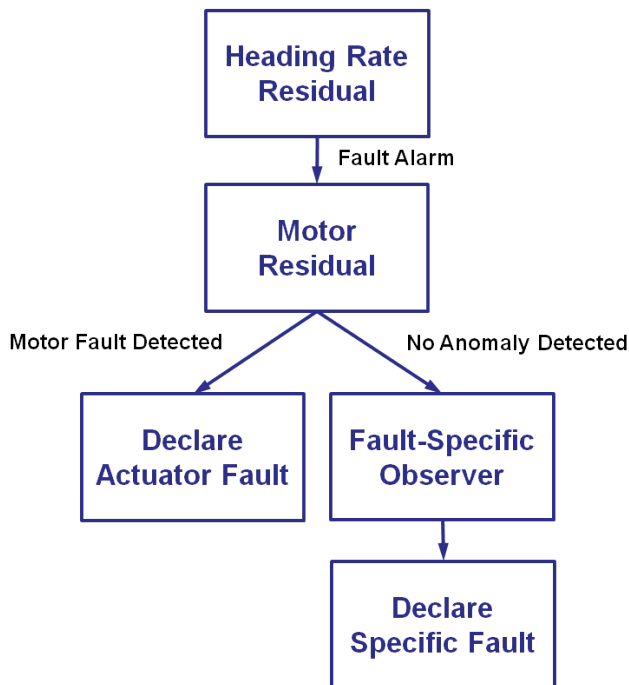 Heading Rate
Residual
Fault Alarm
Motor
Residual
Motor Fault Detected
No Anomaly Detected
Declare
Actuator Fault
Fault-Specific
Observer
Declare
Specific Fault